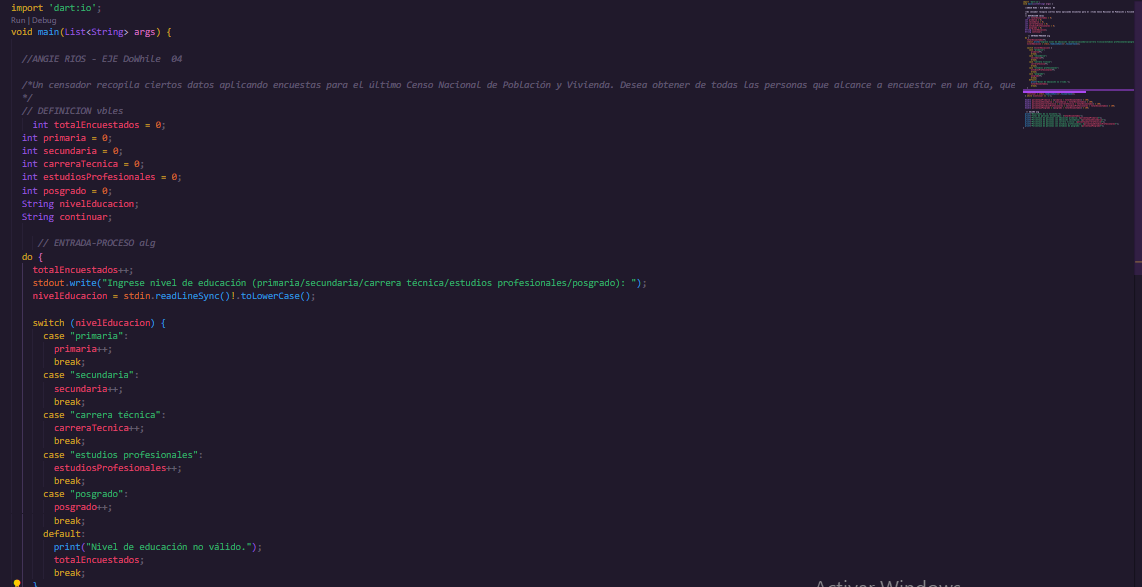 import 'dart:io';
Run | Debug
void main(List<String> args) {
//ANGIE RIOS - EJE DoWhile  04
/*Un censador recopila ciertos datos aplicando encuestas para el último Censo Nacional de Población y Vivienda. Desea obtener de todas las personas que alcance a encuestar en un día, que
*/
// DEFINICION vbles
int totalEncuestados = 0;
int primaria = 0;
int secundaria = 0;
int carreraTecnica = 0;
int estudiosProfesionales = 0;
int posgrado = 0;
String nivelEducacion;
String continuar;
// ENTRADA-PROCESO alg
do {
totalEncuestados++;
stdout.write("Ingrese nivel de educación (primaria/secundaria/carrera técnica/estudios profesionales/posgrado): ");
nivelEducacion = stdin.readLineSync()!.toLowerCase();
switch (nivelEducacion) {
case "primaria":
primaria++;
break;
case "secundaria":
secundaria++;
break;
case "carrera técnica":
carreraTecnica++;
break;
case "estudios profesionales":
estudiosProfesionales++;
break;
case "posgrado":
posgrado++;
break;
default:
print("Nivel de educación no válido.");
totalEncuestados;
break;
}
Activar Windows